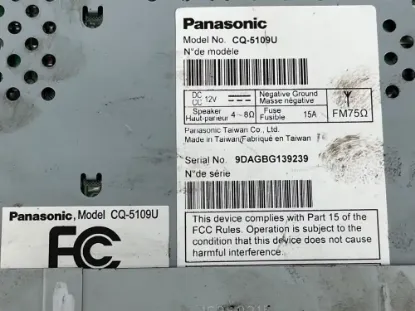 Panasonic
Model No. CQ-5109U
N°de modèle
DC 12V Negative Ground
CC Masse négative
Speaker 4~8Ω Fuse 15A FM75Ω
Haut-parleur Fusible
Panasonic Taiwan Co., Ltd.
Made in Taiwan/Fabriqué en Taiwan
Serial No. 9DAGBG139239
N°de série
This device complies with Part 15 of the
FCC Rules. Operation is subject to the
condition that this device does not cause
harmful interference.
Panasonic, Model CQ-5109U
FCC